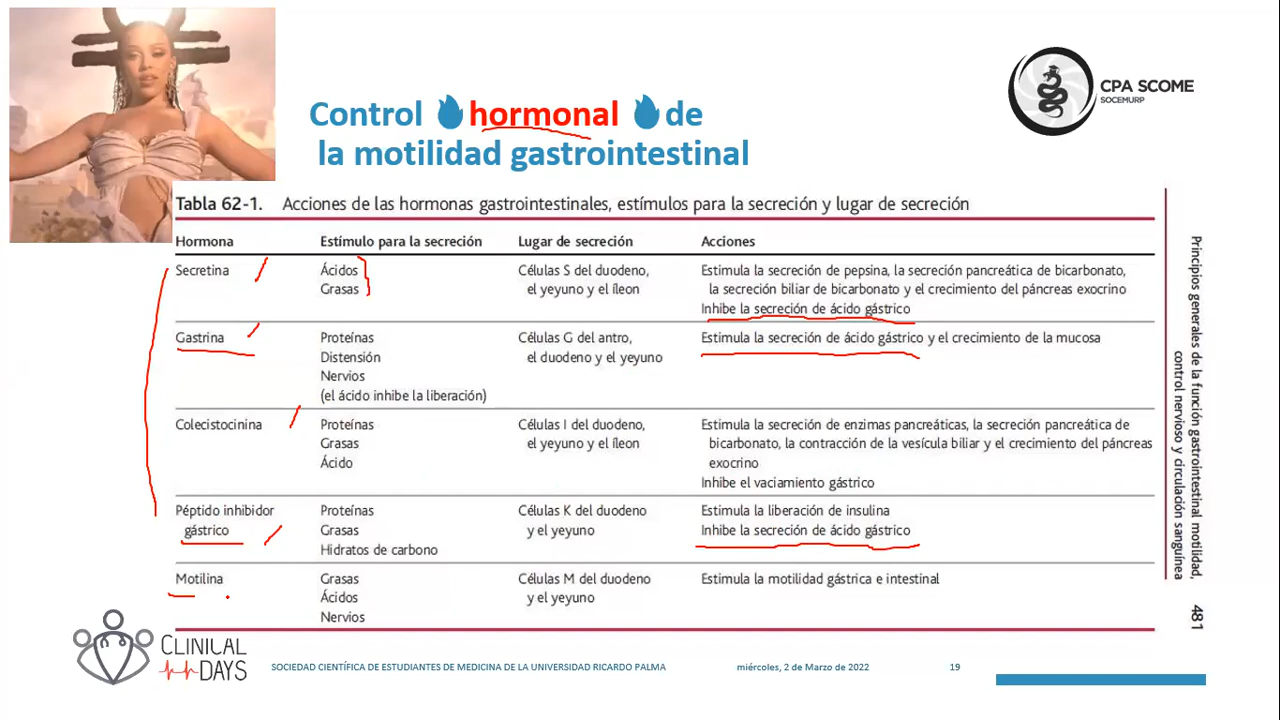 CPA SCOME
SOCEMURP
Control hormonal de
la motilidad gastrointestinal
Tabla 62-1. Acciones de las hormonas gastrointestinales, estímulos para la secreción y lugar de secreción
Hormona Estímulo para la secreción Lugar de secreción Acciones
Secretina Ácidos Células S del duodeno, Estimula la secreción de pepsina, la secreción pancreática de bicarbonato,
Grasas el yeyuno y el íleon la secreción biliar de bicarbonato y el crecimiento del páncreas exocrino
Inhibe la secreción de ácido gástrico
Gastrina Proteínas Células G del antro, Estimula la secreción de ácido gástrico y el crecimiento de la mucosa
Distensión el duodeno y el yeyuno
Nervios
(el ácido inhibe la liberación)
Colecistocinina Proteínas Células I del duodeno, Estimula la secreción de enzimas pancreáticas, la secreción pancreática de
Grasas el yeyuno y el íleon bicarbonato, la contracción de la vesícula biliar y el crecimiento del páncreas
Ácido exocrino
Inhibe el vaciamiento gástrico
Péptido inhibidor Proteínas Células K del duodeno Estimula la liberación de insulina
gástrico Grasas y el yeyuno Inhibe la secreción de ácido gástrico
Hidratos de carbono
Motilina Grasas Células M del duodeno Estimula la motilidad gástrica e intestinal
Ácidos y el yeyuno
Nervios
Principios generales de la función gastrointestinal motilidad,
control nervioso y circulación sanguínea
481
CLINICAL
DAYS
SOCIEDAD CIENTÍFICA DE ESTUDIANTES DE MEDICINA DE LA UNIVERSIDAD RICARDO PALMA miércoles, 2 de Marzo de 2022 19